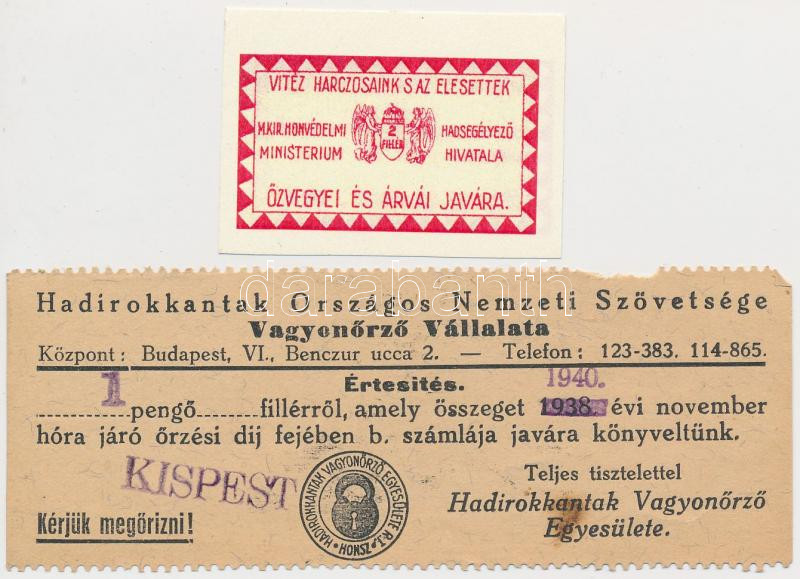 VITÉZ HARCZOSAINK S AZ ELESETTEK
M.KIR.HONVÉDELMI MINISTERIUM
2 FILLÉR
HADSEGÉLYEZŐ HIVATALA
ÖZVEGYEI ÉS ÁRVÁI JAVÁRA.
darabanth
Hadirokkantak Országos Nemzeti Szövetsége
Vagyonőrző Vállalata
Központ: Budapest, VI., Benczur ucca 2. — Telefon: 123-383. 114-865.
Értesités.
1940.
1 pengő fillérről, amely összeget 1938. évi november
hóra járó őrzési dij fejében b. számlája javára könyveltünk.
KISPEST
HADIROKKANTAK VAGYONŐRZŐ EGYESÜLETE R.T. HONSZ
Teljes tisztelettel
Hadirokkantak Vagyonőrző
Egyesülete.
Kérjük megőrizni!